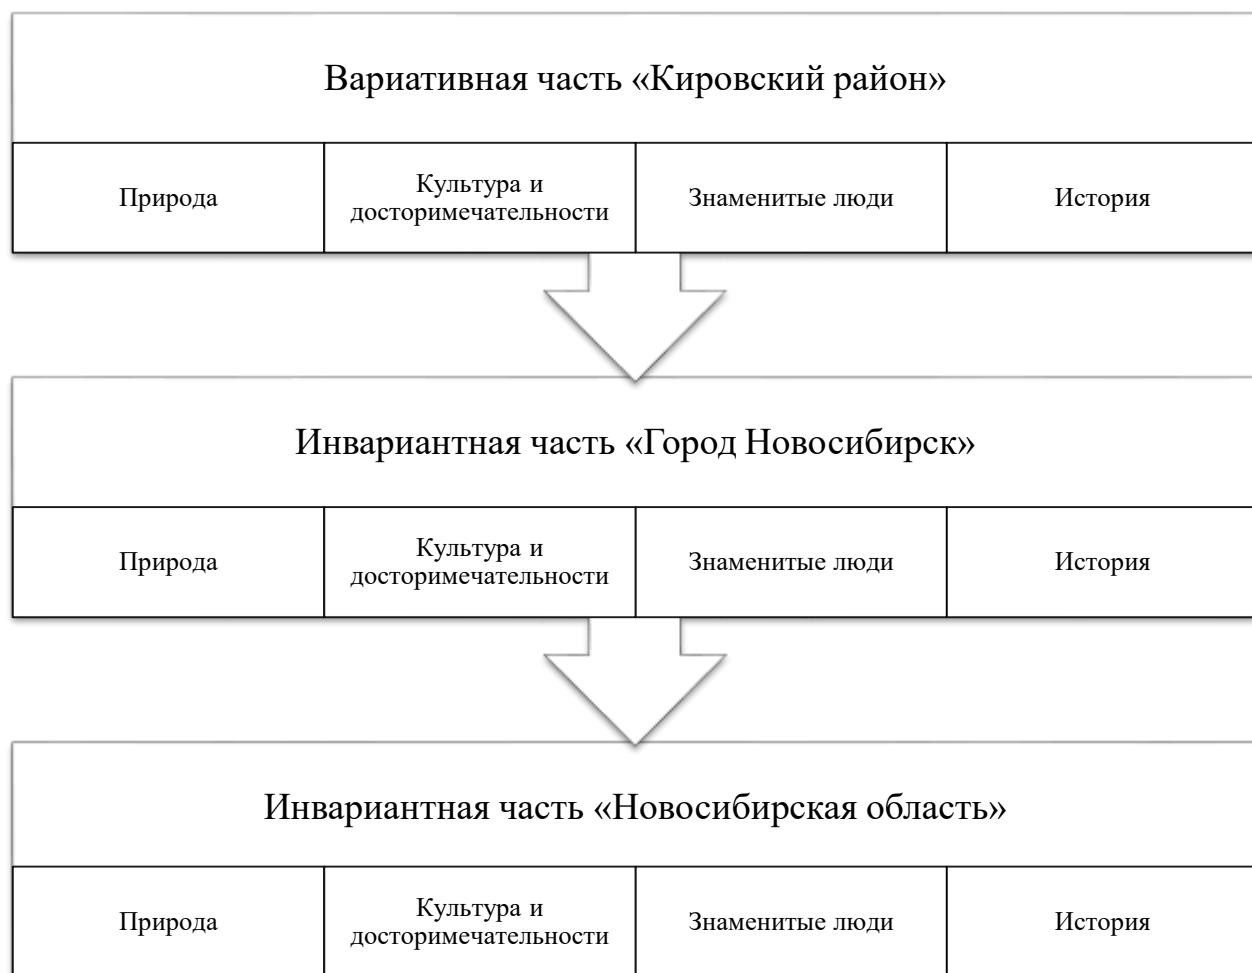 Вариативная часть «Кировский район»
Природа
Культура и
досторимечательности
Знаменитые люди
История
Инвариантная часть «Город Новосибирск»
Природа
Культура и
досторимечательности
Знаменитые люди
История
Инвариантная часть «Новосибирская область»
Природа
Культура и
досторимечательности
Знаменитые люди
История